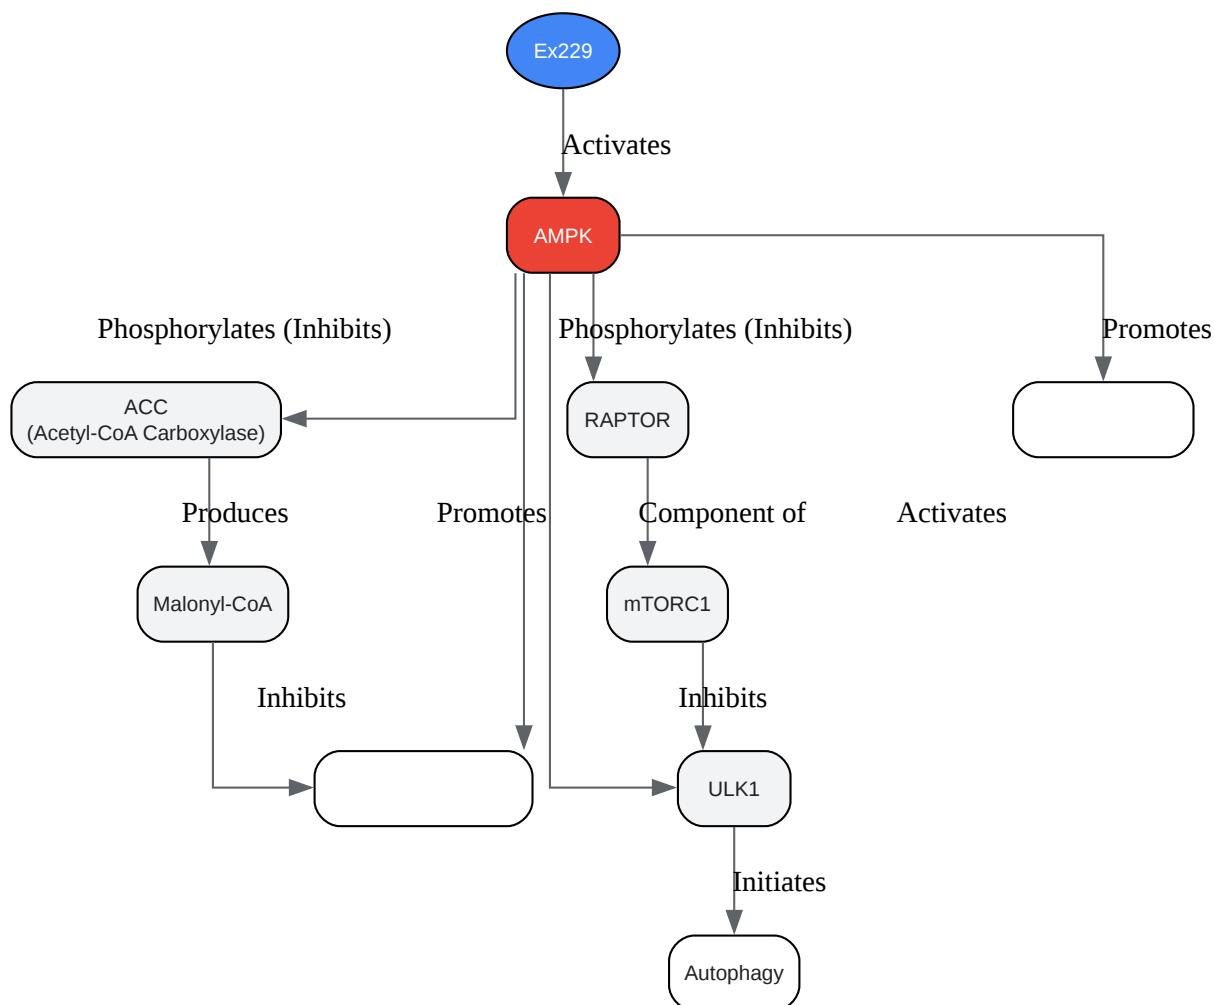 Ex229
Activates
AMPK
Phosphorylates (Inhibits)
Phosphorylates (Inhibits)
Promotes
ACC
(Acetyl-CoA Carboxylase)
RAPTOR
Produces
Promotes
Component of
Activates
Malonyl-CoA
mTORC1
Inhibits
Inhibits
ULK1
Initiates
Autophagy